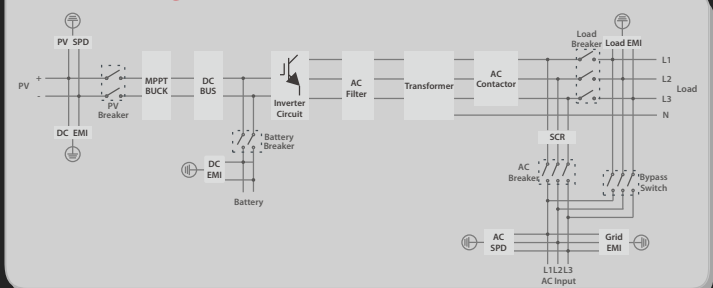 PV SPD
PV
+
-
DC EMI
PV
Breaker
MPPT
BUCK
DC
BUS
Inverter
Circuit
Battery
Breaker
DC
EMI
Battery
AC
Filter
Transformer
AC
Contactor
Load
Breaker
Load EMI
L1
L2
L3
N
Load
SCR
AC
Breaker
Bypass
Switch
AC
SPD
Grid
EMI
L1L2L3
AC Input